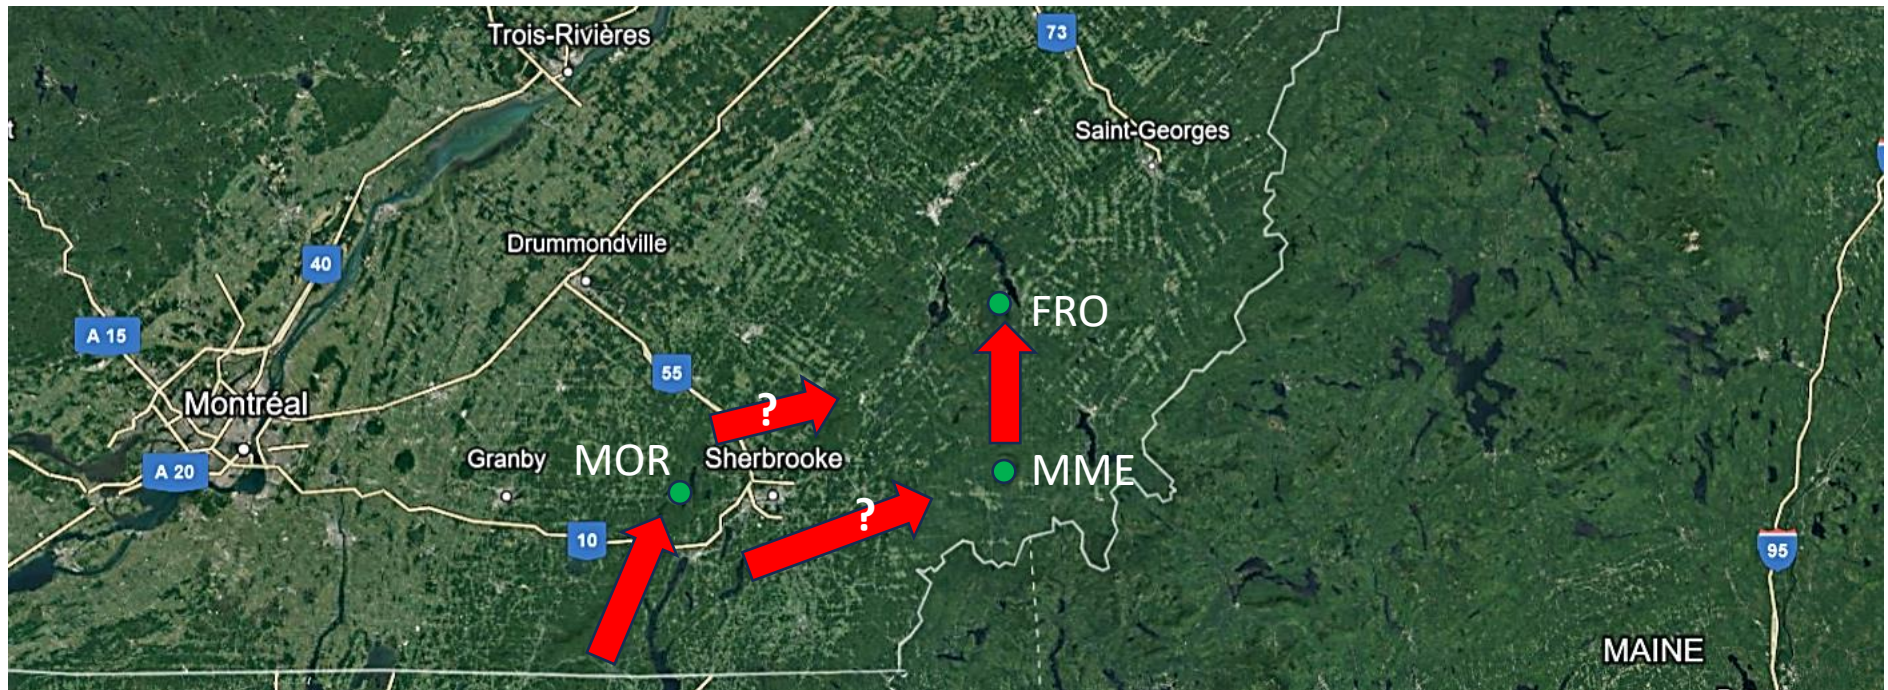 Trois-Rivières
73
Saint-Georges
Drummondville
40
FRO
A 15
55
?
Montréal
Granby
MOR
Sherbrooke
MME
A 20
?
10
95
MAINE